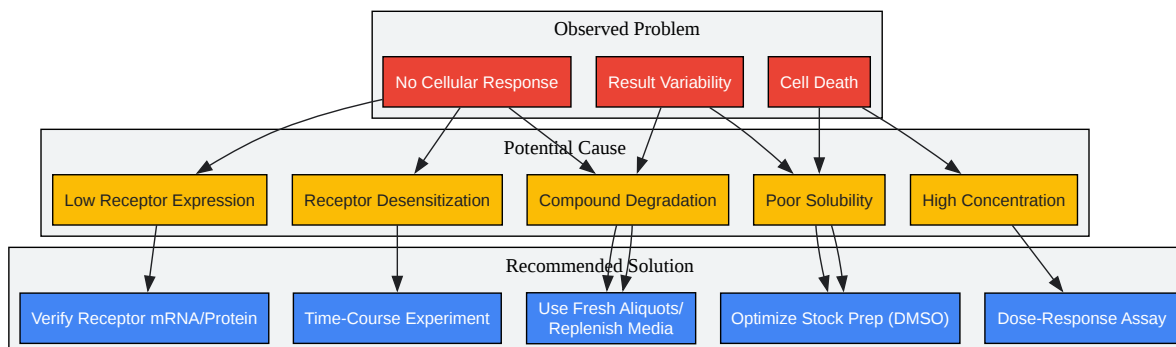 Observed Problem
No Cellular Response
Result Variability
Cell Death
Potential Cause
Low Receptor Expression
Receptor Desensitization
Compound Degradation
Poor Solubility
High Concentration
Recommended Solution
Verify Receptor mRNA/Protein
Time-Course Experiment
Use Fresh Aliquots/
Replenish Media
Optimize Stock Prep (DMSO)
Dose-Response Assay